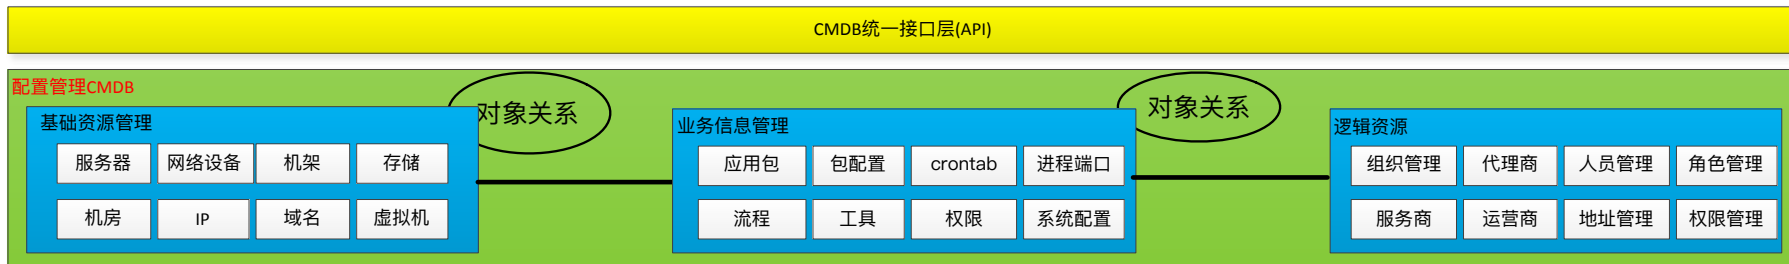 CMDB统一接口层(API)
配置管理CMDB
对象关系
对象关系
基础资源管理
服务器 网络设备 机架 存储
机房 IP 域名 虚拟机
业务信息管理
应用包 包配置 crontab 进程端口
流程 工具 权限 系统配置
逻辑资源
组织管理 代理商 人员管理 角色管理
服务商 运营商 地址管理 权限管理